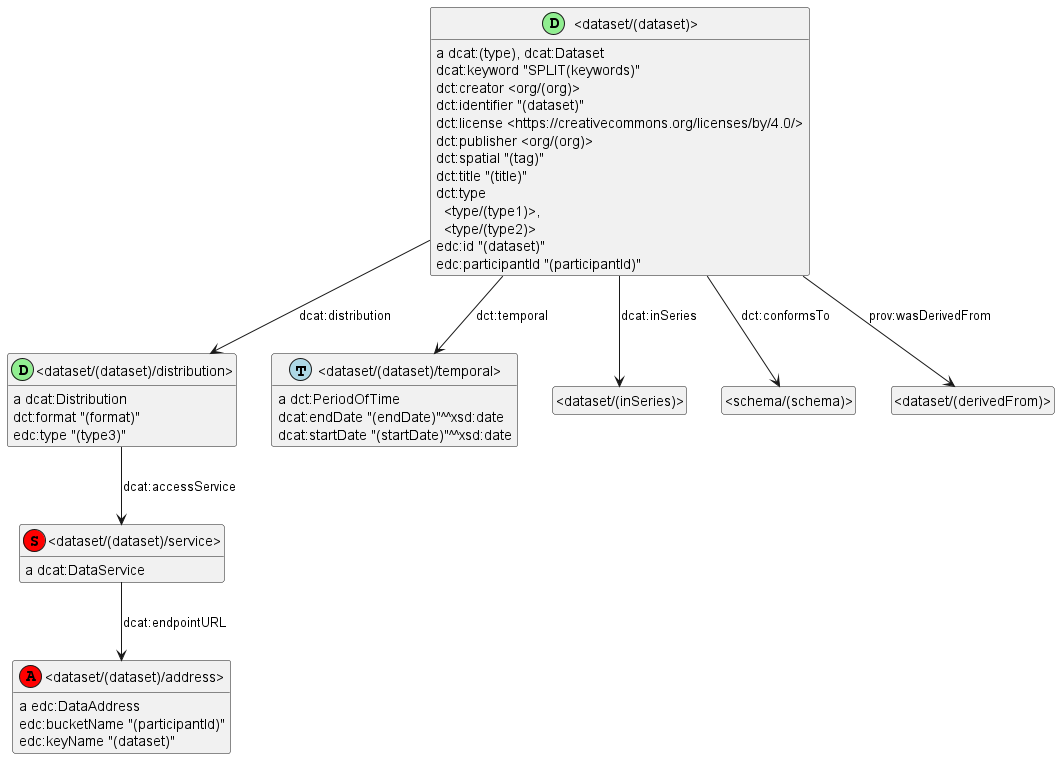 D <dataset/(dataset)>
a dcat:(type), dcat:Dataset
dcat:keyword "SPLIT(keywords)"
dct:creator <org/(org)>
dct:identifier "(dataset)"
dct:license <https://creativecommons.org/licenses/by/4.0/>
dct:publisher <org/(org)>
dct:spatial "(tag)"
dct:title "(title)"
dct:type
<type/(type1)>,
<type/(type2)>
edc:id "(dataset)"
edc:participantId "(participantId)"
dcat:distribution
dct:temporal
dcat:inSeries
dct:conformsTo
prov:wasDerivedFrom
D <dataset/(dataset)/distribution>
a dcat:Distribution
dct:format "(format)"
edc:type "(type3)"
T <dataset/(dataset)/temporal>
a dct:PeriodOfTime
dcat:endDate "(endDate)"^^xsd:date
dcat:startDate "(startDate)"^^xsd:date
<dataset/(inSeries)>
<schema/(schema)>
<dataset/(derivedFrom)>
dcat:accessService
S <dataset/(dataset)/service>
a dcat:DataService
dcat:endpointURL
A <dataset/(dataset)/address>
a edc:DataAddress
edc:bucketName "(participantId)"
edc:keyName "(dataset)"